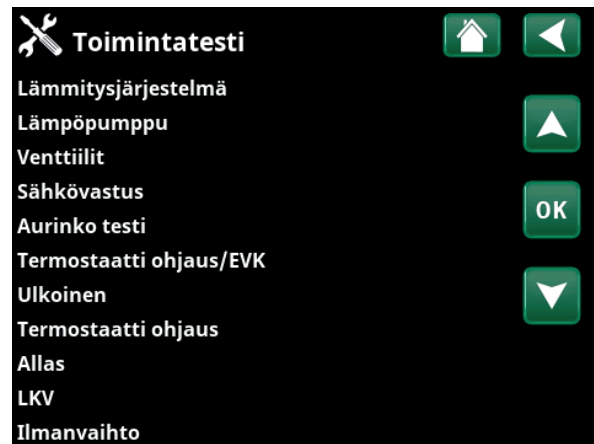 Toimintatesti
Lämmitysjärjestelmä
Lämpöpumppu
Venttiilit
Sähkövastus
Aurinko testi
Termostaatti ohjaus/EVK
Ulkoinen
Termostaatti ohjaus
Allas
LKV
Ilmanvaihto
OK